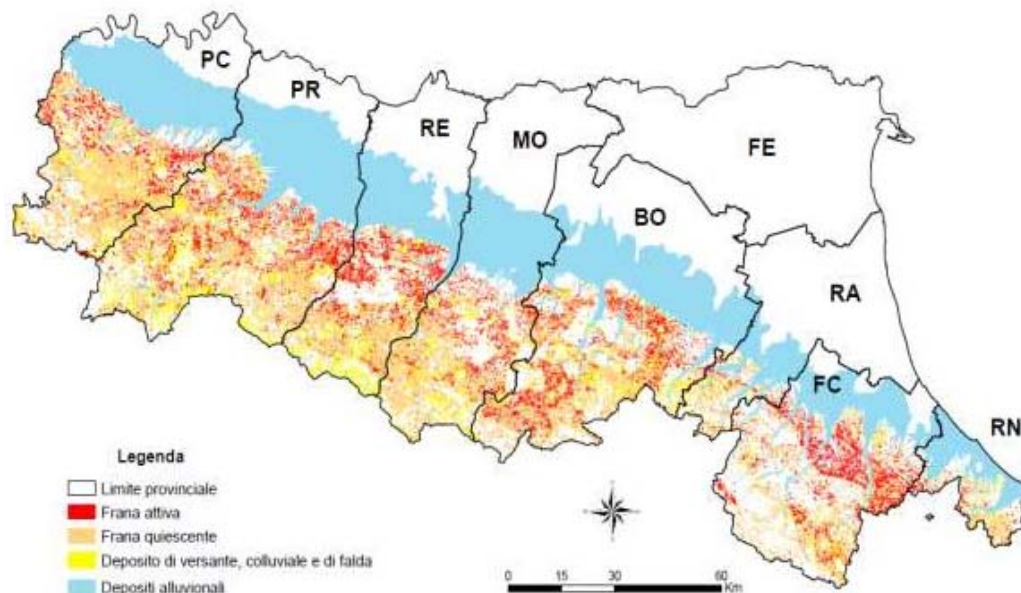 PC
PR
RE
MO
FE
BO
RA
FC
RN
Legenda
Limite provinciale
Frana attiva
Frana quiescente
Deposito di versante, colluviale e di falda
Depositi alluvionali
0 15 30 60
Km